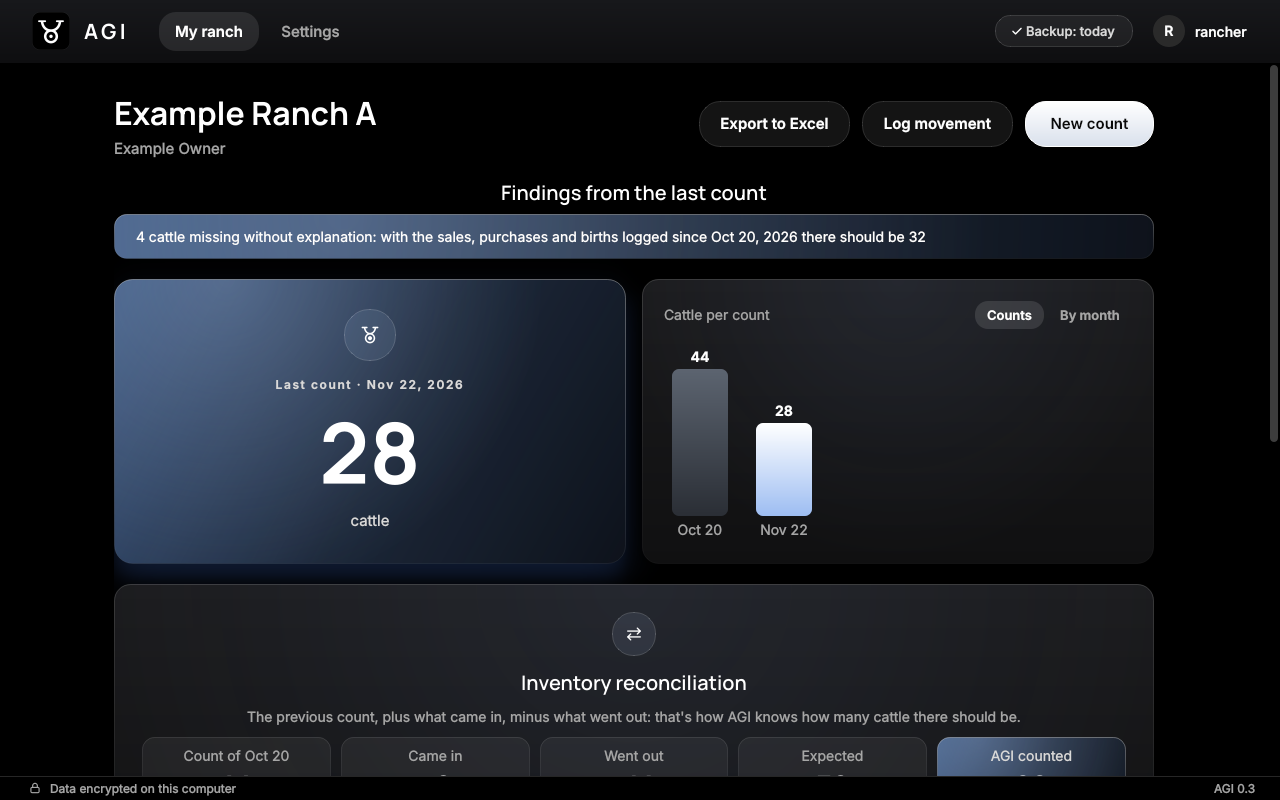 AGI
My ranch
Settings
Backup: today
R
rancher
Example Ranch A
Example Owner
Export to Excel
Log movement
New count
Findings from the last count
4 cattle missing without explanation: with the sales, purchases and births logged since Oct 20, 2026 there should be 32
Last count · Nov 22, 2026
28
cattle
Cattle per count
Counts
By month
44
28
Oct 20
Nov 22
Inventory reconciliation
The previous count, plus what came in, minus what went out: that's how AGI knows how many cattle there should be.
Count of Oct 20
Came in
Went out
Expected
AGI counted
Data encrypted on this computer
AGI 0.3